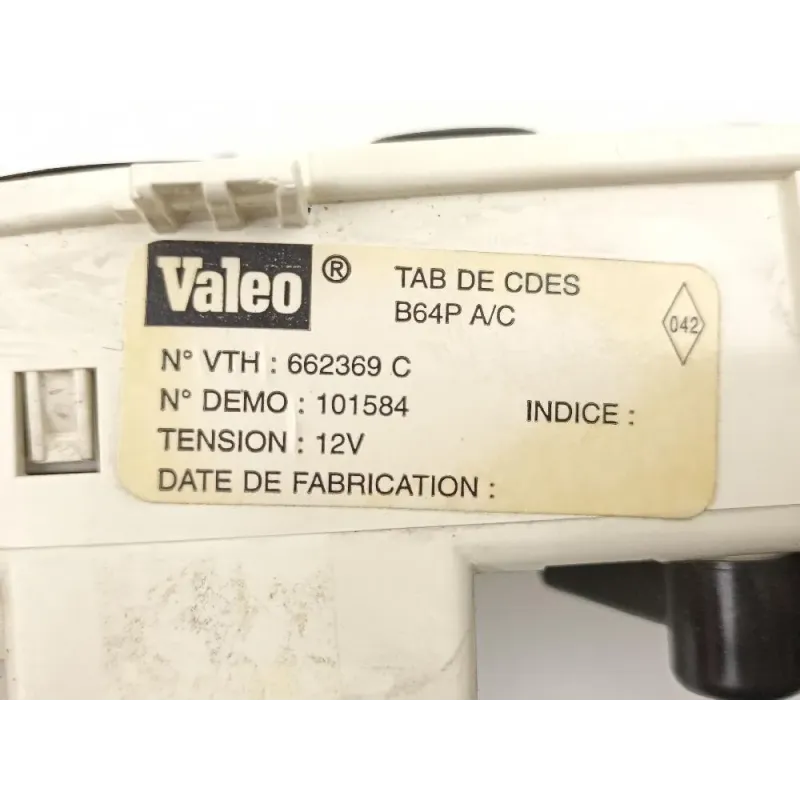 Valeo ® TAB DE CDES
B64P A/C
042
N° VTH : 662369 C
N° DEMO : 101584 INDICE :
TENSION : 12V
DATE DE FABRICATION :